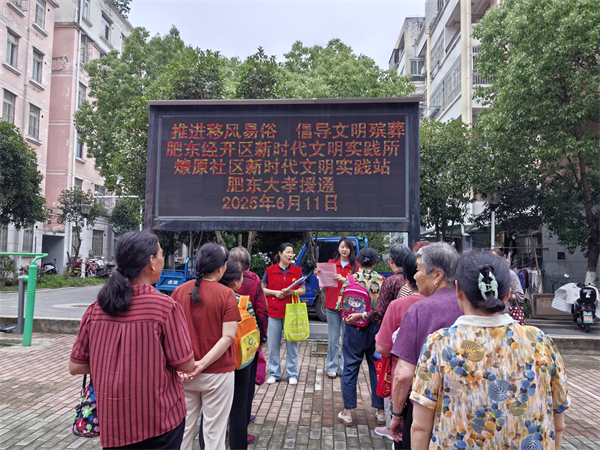 推进移风易俗　倡导文明殡葬
肥东经开区新时代文明实践所
燎原社区新时代文明实践站
肥东大孝援通
2025年6月11日